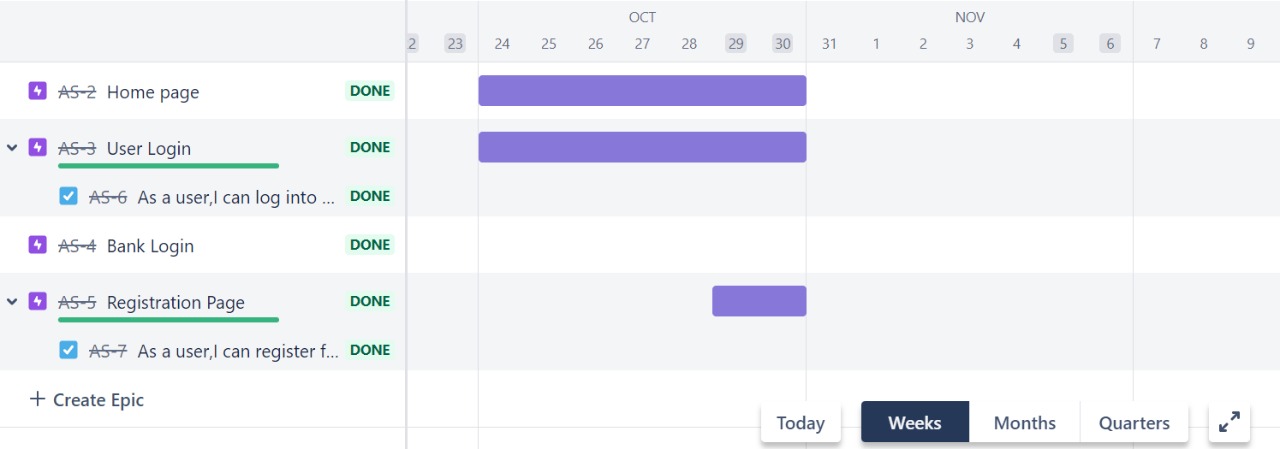 OCT NOV
2 23 24 25 26 27 28 29 30 31 1 2 3 4 5 6 7 8 9
AS-2 Home page DONE
AS-3 User Login DONE
AS-6 As a user,I can log into ... DONE
AS-4 Bank Login DONE
AS-5 Registration Page DONE
AS-7 As a user,I can register f... DONE
+ Create Epic
Today Weeks Months Quarters